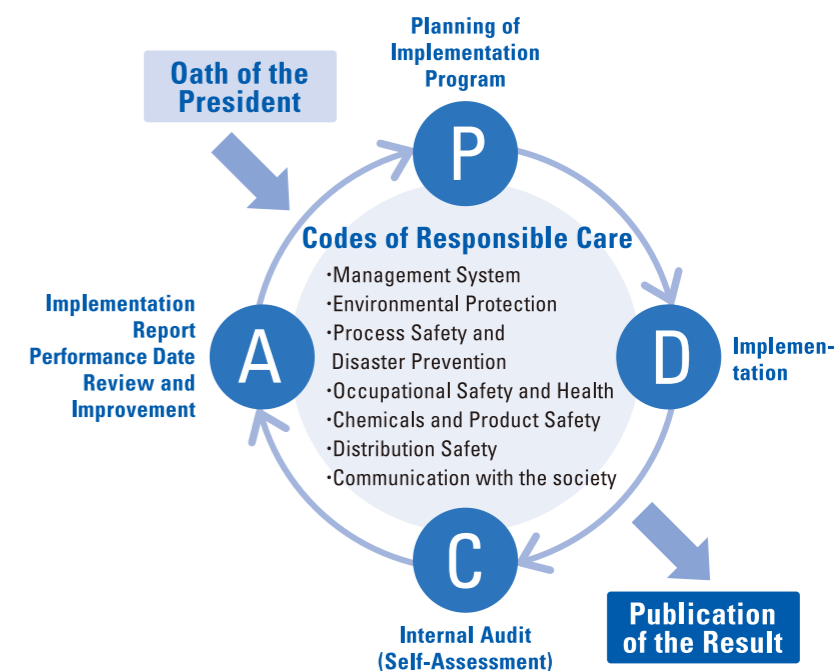 Planning of
Implementation
Program
Oath of the
President
P
Codes of Responsible Care
・Management System
・Environmental Protection
・Process Safety and
Disaster Prevention
・Occupational Safety and Health
・Chemicals and Product Safety
・Distribution Safety
・Communication with the society
Implementation
Report
Performance Date
Review and
Improvement
A
D
Implemen-
tation
C
Internal Audit
(Self-Assessment)
Publication
of the Result